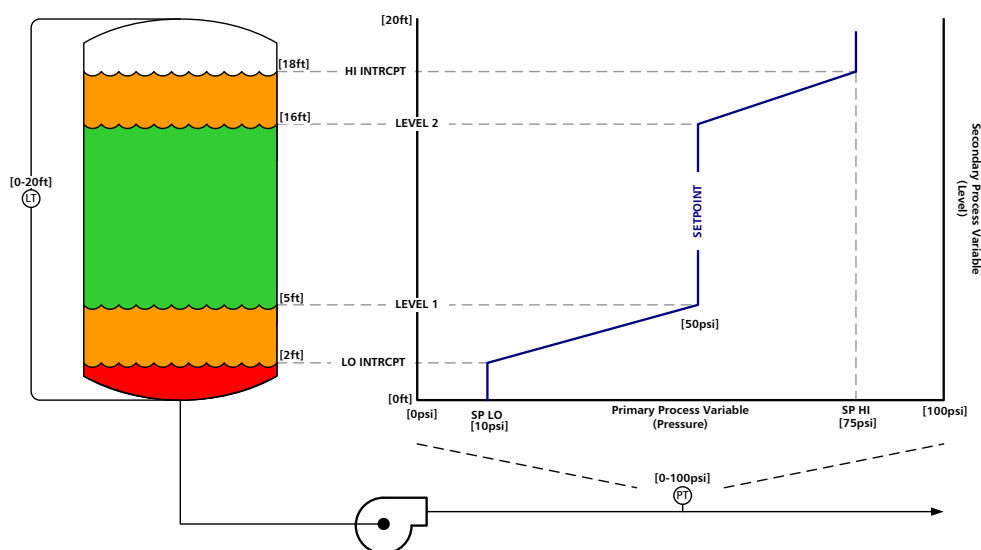 [20ft]
[18ft]
HI INTRCPT
[16ft]
LEVEL 2
[0-20ft]
LT
SETPOINT
Secondary Process Variable
(Level)
[5ft]
LEVEL 1
[50psi]
[2ft]
LO INTRCPT
[0ft]
[0psi]
SP LO
[10psi]
Primary Process Variable
(Pressure)
SP HI
[75psi]
[100psi]
[0-100psi]
PT